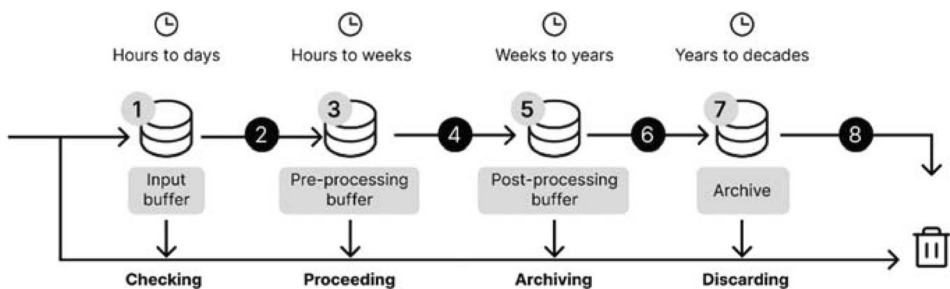 Hours to days
Hours to weeks
Weeks to years
Years to decades
1
2
3
4
5
6
7
8
Input
buffer
Pre-processing
buffer
Post-processing
buffer
Archive
Checking
Proceeding
Archiving
Discarding